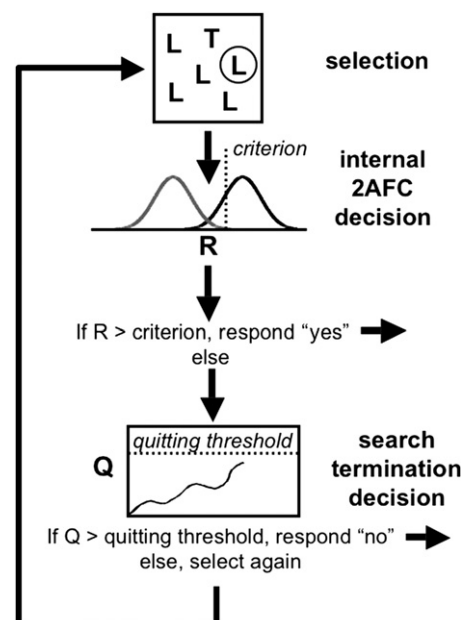 L T
L L
L L
selection
criterion
internal
2AFC
decision
R
If R > criterion, respond “yes”
else
quitting threshold
Q
search
termination
decision
If Q > quitting threshold, respond “no”
else, select again